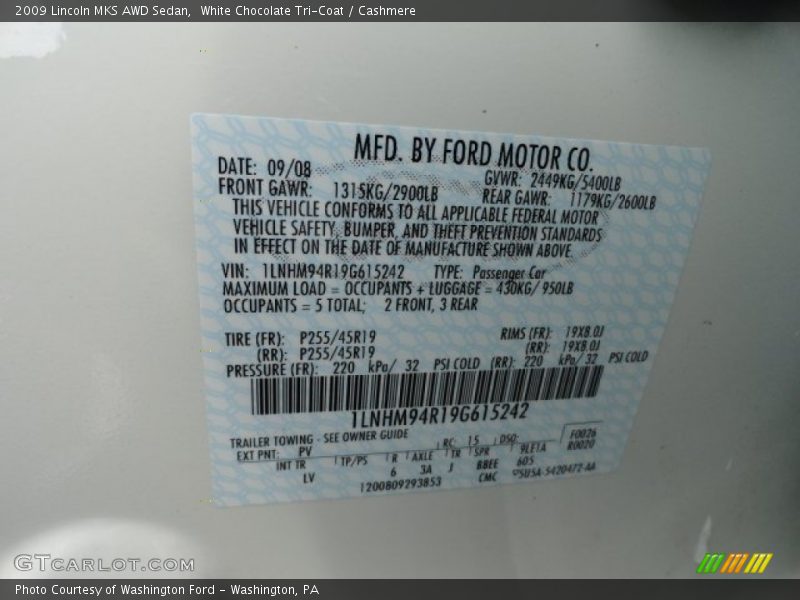 2009 Lincoln MKS AWD Sedan,  White Chocolate Tri-Coat / Cashmere
MFD. BY FORD MOTOR CO.
DATE: 09/08 GVWR: 2449KG/5400LB
FRONT GAWR: 1315KG/2900LB REAR GAWR: 1179KG/2600LB
THIS VEHICLE CONFORMS TO ALL APPLICABLE FEDERAL MOTOR
VEHICLE SAFETY, BUMPER, AND THEFT PREVENTION STANDARDS
IN EFFECT ON THE DATE OF MANUFACTURE SHOWN ABOVE.
VIN: 1LNHM94R19G615242 TYPE: Passenger Car
MAXIMUM LOAD = OCCUPANTS + LUGGAGE = 430KG/ 950LB
OCCUPANTS = 5 TOTAL; 2 FRONT, 3 REAR
TIRE (FR): P255/45R19 RIMS (FR): 19X8.0J
(RR): P255/45R19 (RR): 19X8.0J
PRESSURE (FR): 220 kPa/ 32 PSI COLD (RR): 220 kPa/ 32 PSI COLD
1LNHM94R19G615242
TRAILER TOWING - SEE OWNER GUIDE RC: 15 DSO: F0026
EXT PNT: PV R0020
INT TR TP/PS R AXLE TR SPR 9LE1A
LV 6 3A J BBEE 605
1200809293853 CMC 5U5A-5420472-AA
GTCARLOT.COM
Photo Courtesy of Washington Ford - Washington, PA